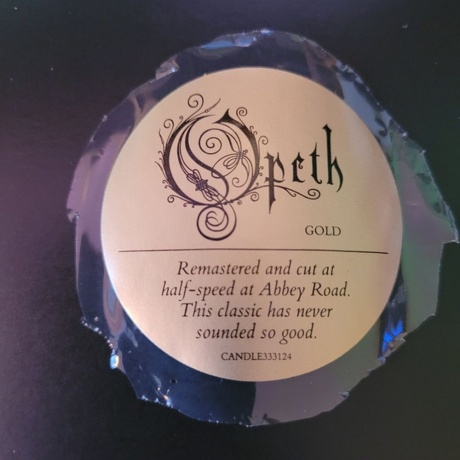 Opeth
GOLD
Remastered and cut at
half-speed at Abbey Road.
This classic has never
sounded so good.
CANDLE333124